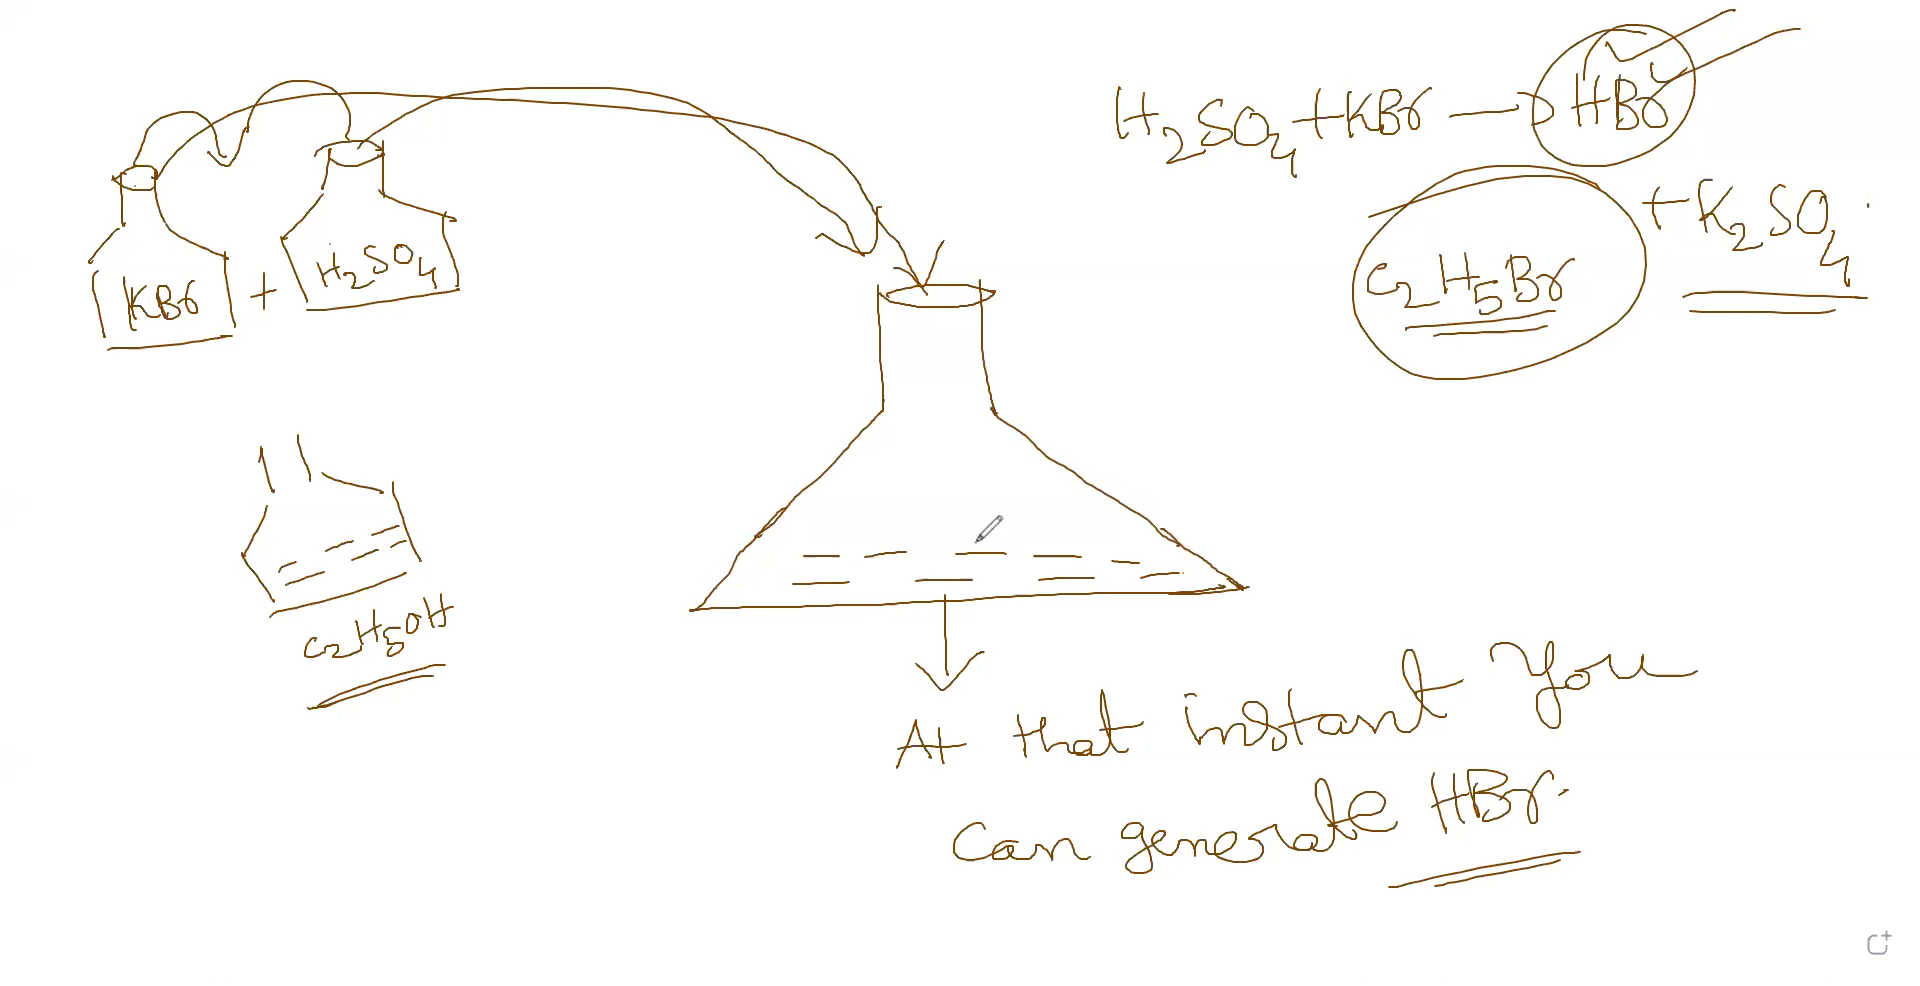 H₂SO₄ + KBr → HBr
+ K₂SO₄
C₂H₅Br
KBr + H₂SO₄
C₂H₅OH
At that instant you
Can generate HBr.